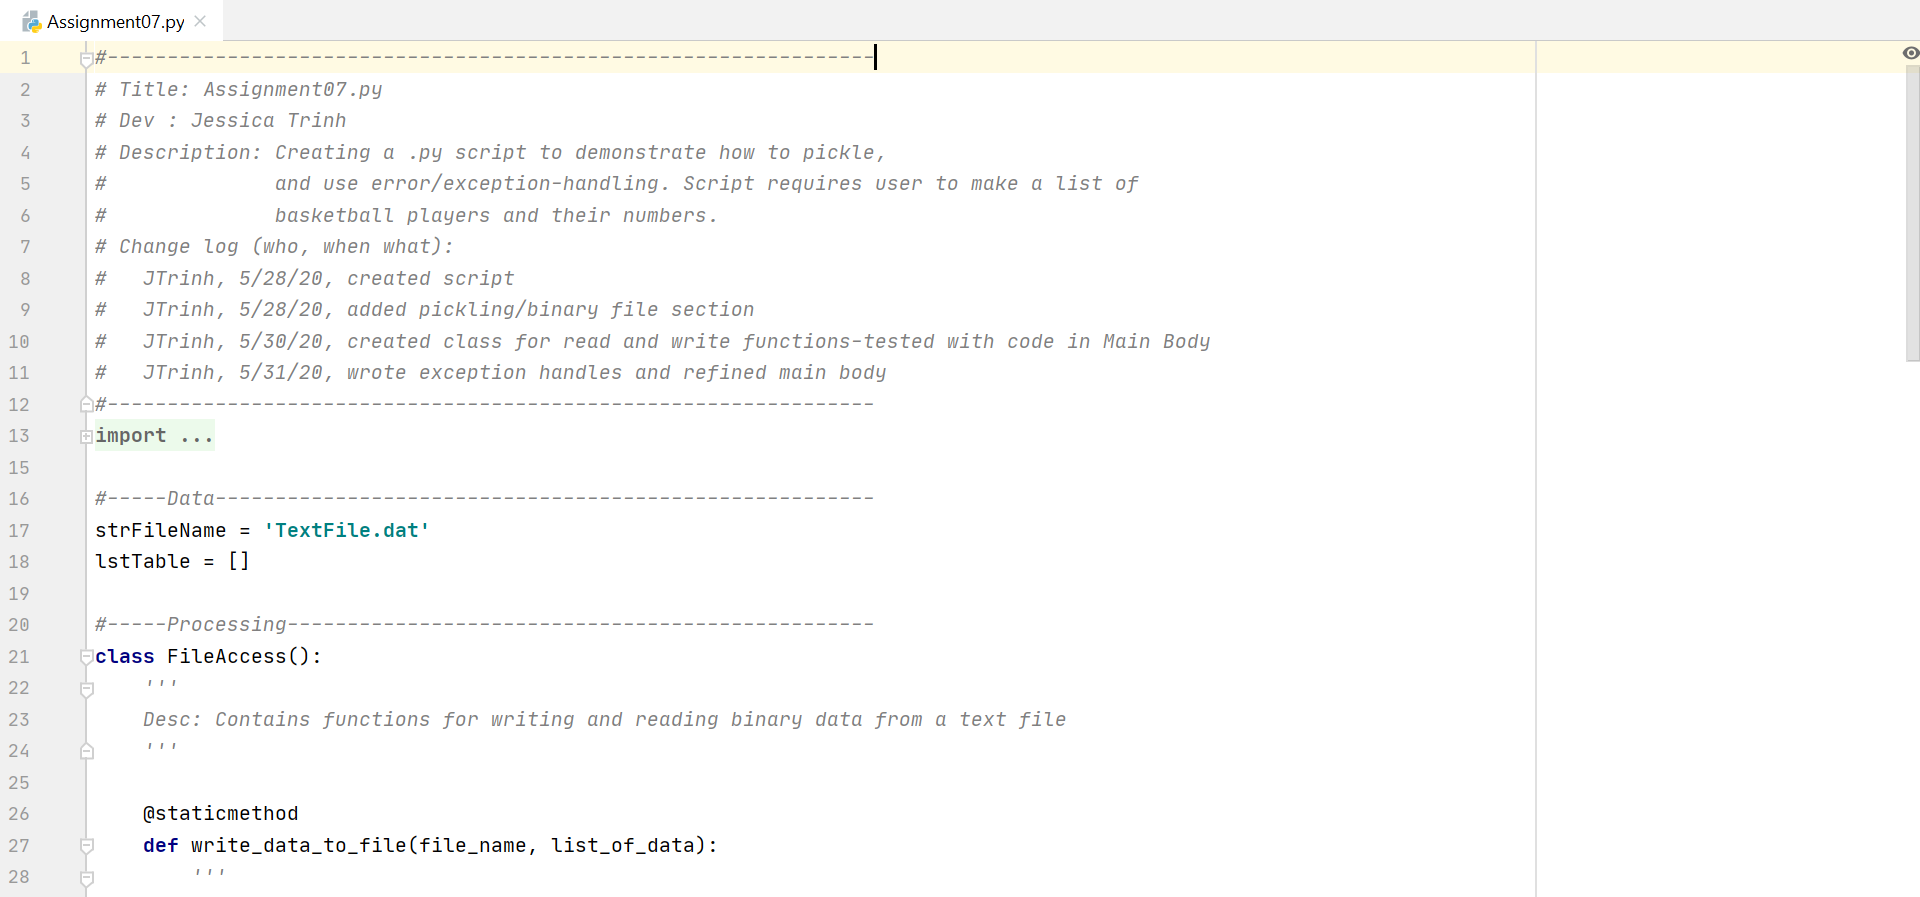 Assignment07.py
1 #----------------------------------------------------------------
2 # Title: Assignment07.py
3 # Dev : Jessica Trinh
4 # Description: Creating a .py script to demonstrate how to pickle,
5 #              and use error/exception-handling. Script requires user to make a list of
6 #              basketball players and their numbers.
7 # Change log (who, when what):
8 #   JTrinh, 5/28/20, created script
9 #   JTrinh, 5/28/20, added pickling/binary file section
10 #   JTrinh, 5/30/20, created class for read and write functions-tested with code in Main Body
11 #   JTrinh, 5/31/20, wrote exception handles and refined main body
12 #----------------------------------------------------------------
13 import ...
15
16 #-----Data-------------------------------------------------------
17 strFileName = 'TextFile.dat'
18 lstTable = []
19
20 #-----Processing-------------------------------------------------
21 class FileAccess():
22     '''
23     Desc: Contains functions for writing and reading binary data from a text file
24     '''
25
26     @staticmethod
27     def write_data_to_file(file_name, list_of_data):
28         '''